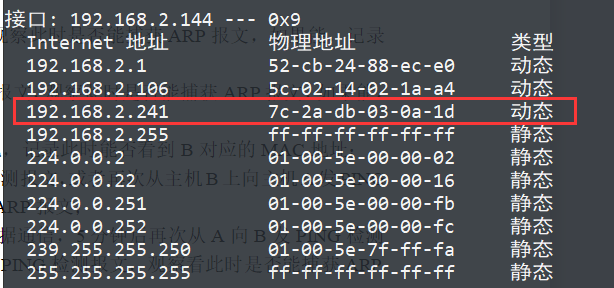 接口: 192.168.2.144 --- 0x9
Internet 地址 物理地址 类型
192.168.2.1 52-cb-24-88-ec-e0 动态
192.168.2.106 5c-02-14-02-1a-a4 动态
192.168.2.241 7c-2a-db-03-0a-1d 动态
192.168.2.255 ff-ff-ff-ff-ff-ff 静态
224.0.0.2 01-00-5e-00-00-02 静态
224.0.0.22 01-00-5e-00-00-16 静态
224.0.0.251 01-00-5e-00-00-fb 静态
224.0.0.252 01-00-5e-00-00-fc 静态
239.255.255.250 01-00-5e-7f-ff-fa 静态
255.255.255.255 ff-ff-ff-ff-ff-ff 静态